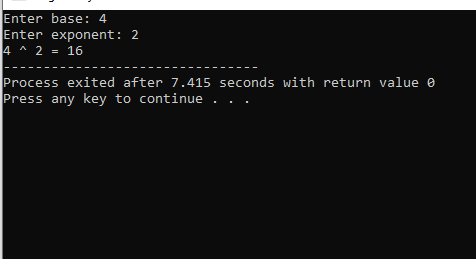 Enter base: 4
Enter exponent: 2
4 ^ 2 = 16
--------------------------------
Process exited after 7.415 seconds with return value 0
Press any key to continue . . .